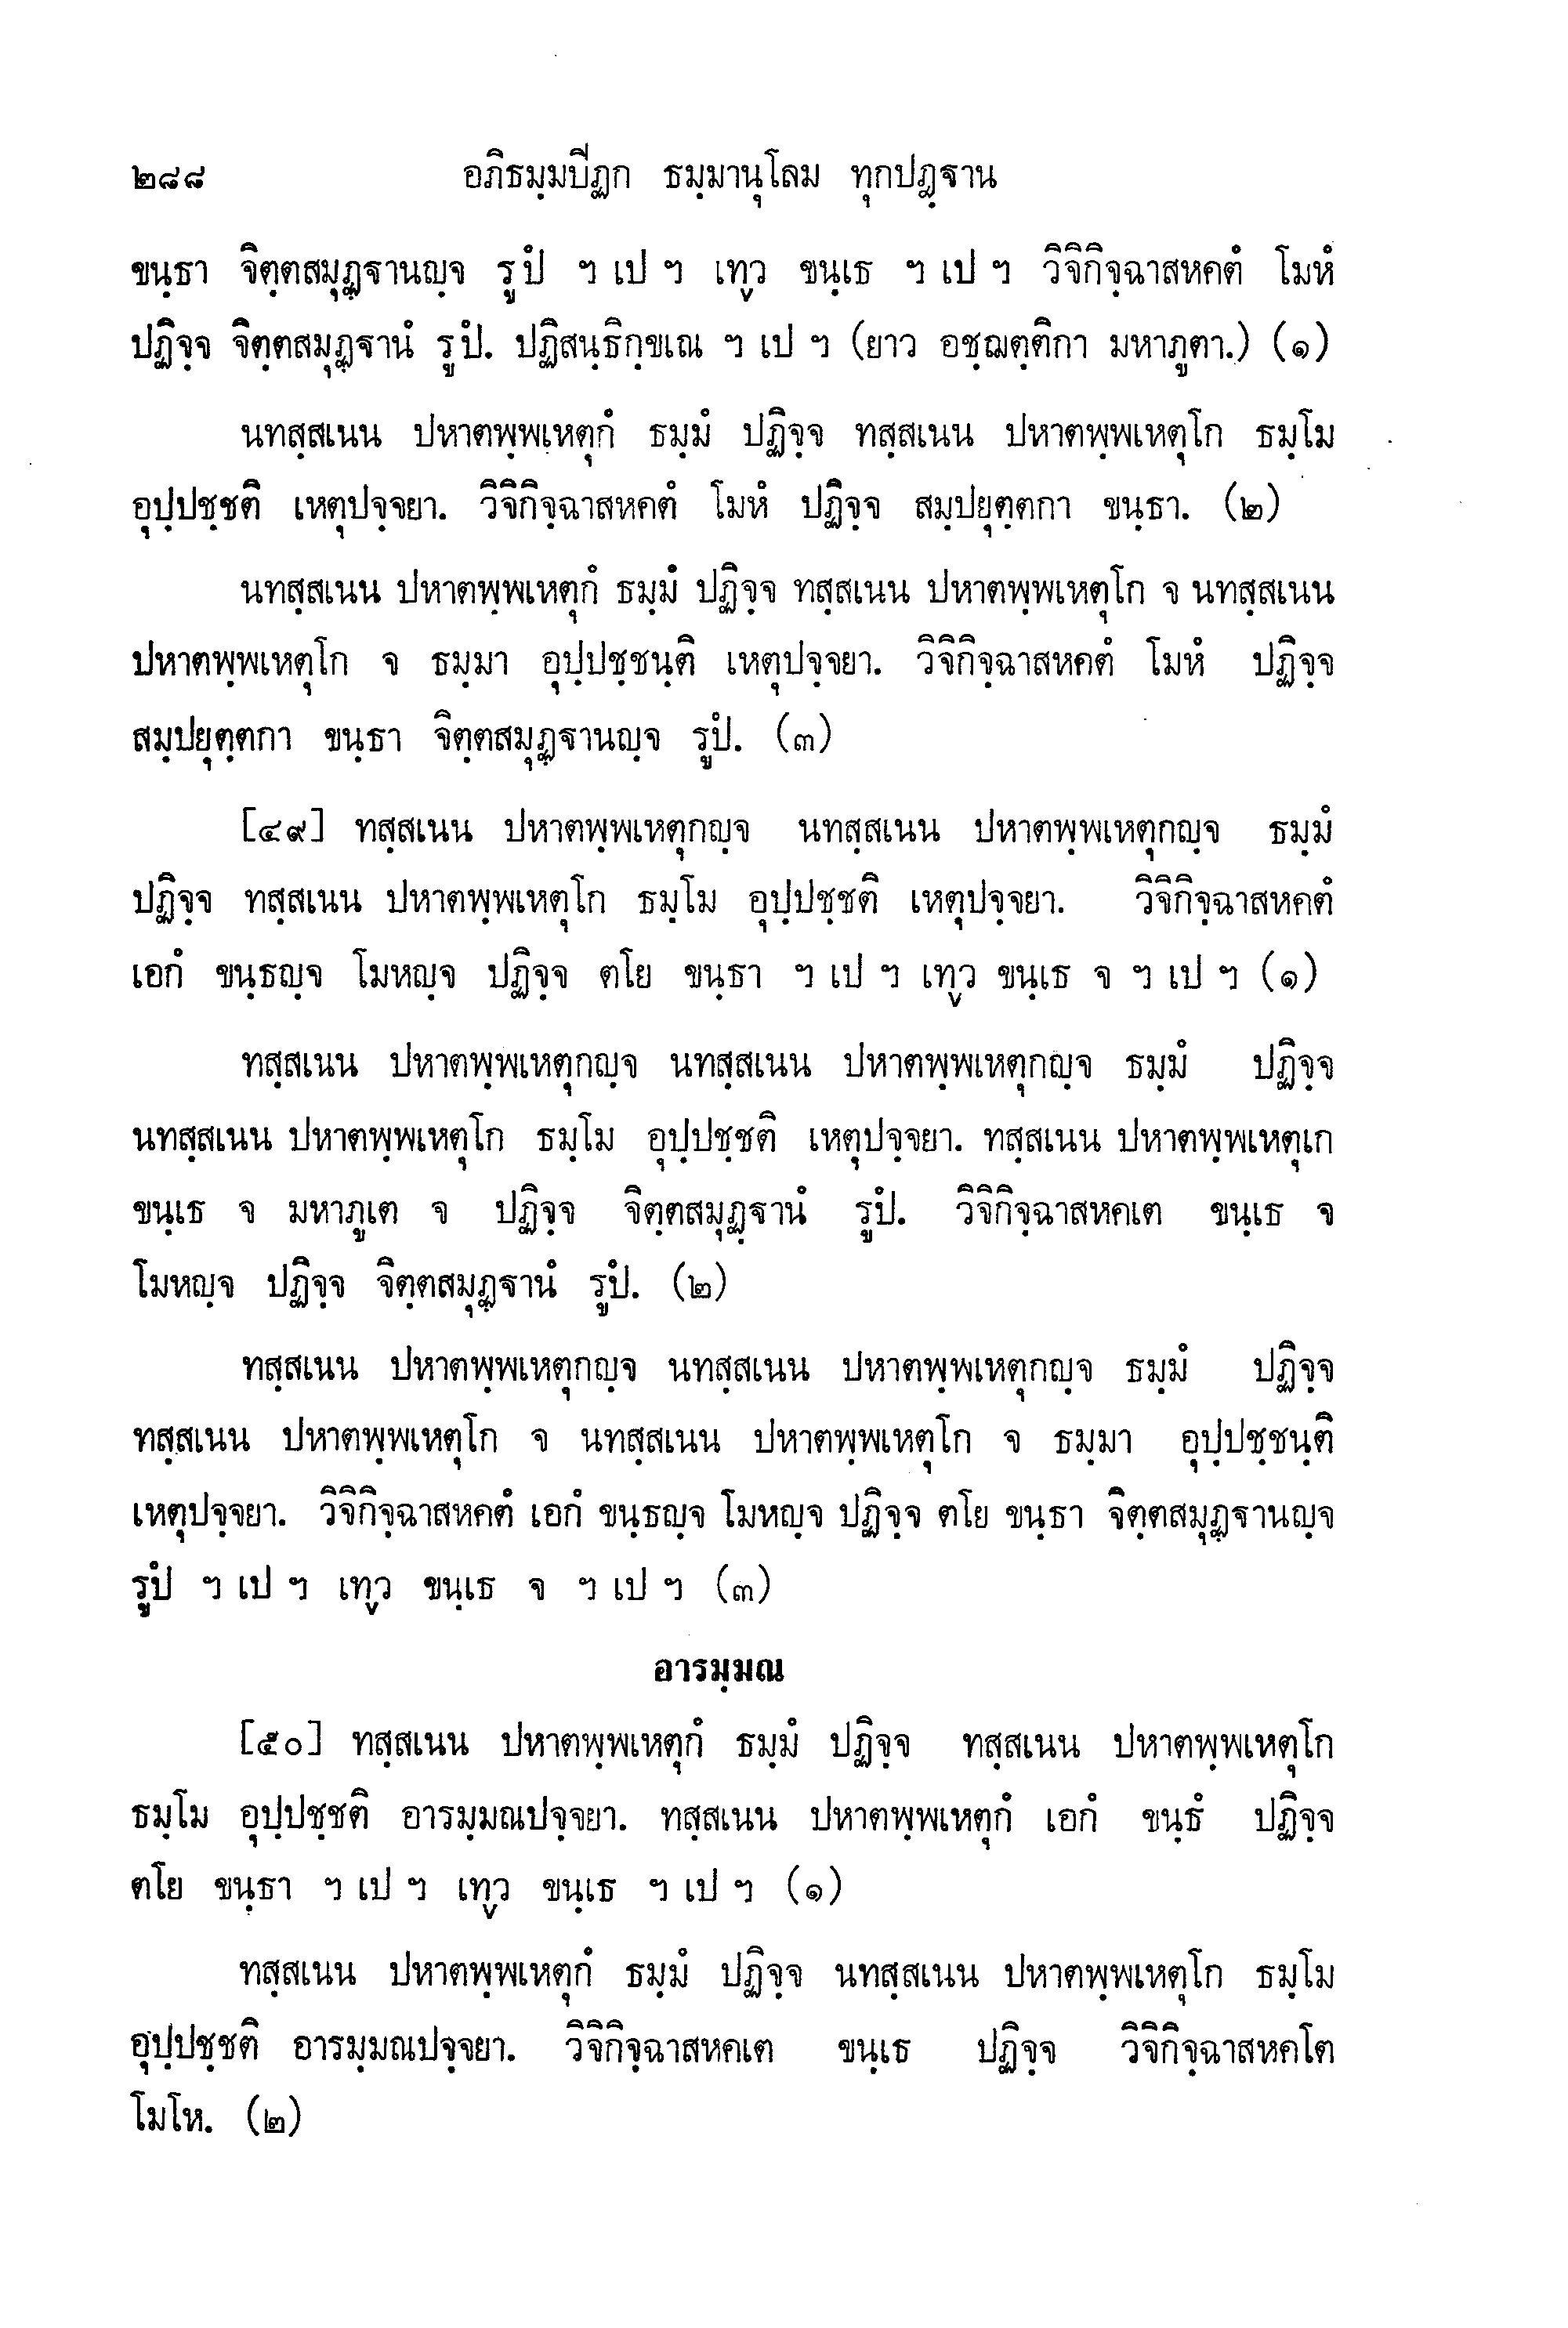 ๒๘๘ อภิธมฺมปีฏก ธมฺมานุโลม ทุกปฏฺฐาน
ขนฺธา จิตฺตสมุฏฺฐานญฺจ รูปํ ฯ เป ฯ เทฺว ขนฺเธ ฯ เป ฯ วิจิกิจฺฉาสหคตํ โมหํ
ปฏิจฺจ จิตฺตสมุฏฺฐานํ รูปํ. ปฏิสนฺธิกฺขเณ ฯ เป ฯ (ยาว อชฺฌตฺติกา มหาภูตา.) (๑)
นทสฺสเนน ปหาตพฺพเหตุกํ ธมฺมํ ปฏิจฺจ ทสฺสเนน ปหาตพฺพเหตุโก ธมฺโม
อุปฺปชฺชติ เหตุปจฺจยา. วิจิกิจฺฉาสหคตํ โมหํ ปฏิจฺจ สมฺปยุตฺตกา ขนฺธา. (๒)
นทสฺสเนน ปหาตพฺพเหตุกํ ธมฺมํ ปฏิจฺจ ทสฺสเนน ปหาตพฺพเหตุโก จ นทสฺสเนน
ปหาตพฺพเหตุโก จ ธมฺมา อุปฺปชฺชนฺติ เหตุปจฺจยา. วิจิกิจฺฉาสหคตํ โมหํ ปฏิจฺจ
สมฺปยุตฺตกา ขนฺธา จิตฺตสมุฏฺฐานญฺจ รูปํ. (๓)
[๔๙] ทสฺสเนน ปหาตพฺพเหตุกญฺจ นทสฺสเนน ปหาตพฺพเหตุกญฺจ ธมฺมํ
ปฏิจฺจ ทสฺสเนน ปหาตพฺพเหตุโก ธมฺโม อุปฺปชฺชติ เหตุปจฺจยา. วิจิกิจฺฉาสหคตํ
เอกํ ขนฺธญฺจ โมหญฺจ ปฏิจฺจ ตโย ขนฺธา ฯ เป ฯ เทฺว ขนฺเธ จ ฯ เป ฯ (๑)
ทสฺสเนน ปหาตพฺพเหตุกญฺจ นทสฺสเนน ปหาตพฺพเหตุกญฺจ ธมฺมํ ปฏิจฺจ
นทสฺสเนน ปหาตพฺพเหตุโก ธมฺโม อุปฺปชฺชติ เหตุปจฺจยา. ทสฺสเนน ปหาตพฺพเหตุเก
ขนฺเธ จ มหาภูเต จ ปฏิจฺจ จิตฺตสมุฏฺฐานํ รูปํ. วิจิกิจฺฉาสหคเต ขนฺเธ จ
โมหญฺจ ปฏิจฺจ จิตฺตสมุฏฺฐานํ รูปํ. (๒)
ทสฺสเนน ปหาตพฺพเหตุกญฺจ นทสฺสเนน ปหาตพฺพเหตุกญฺจ ธมฺมํ ปฏิจฺจ
ทสฺสเนน ปหาตพฺพเหตุโก จ นทสฺสเนน ปหาตพฺพเหตุโก จ ธมฺมา อุปฺปชฺชนฺติ
เหตุปจฺจยา. วิจิกิจฺฉาสหคตํ เอกํ ขนฺธญฺจ โมหญฺจ ปฏิจฺจ ตโย ขนฺธา จิตฺตสมุฏฺฐานญฺจ
รูปํ ฯ เป ฯ เทฺว ขนฺเธ จ ฯ เป ฯ (๓)
อารมฺมณ
[๕๐] ทสฺสเนน ปหาตพฺพเหตุกํ ธมฺมํ ปฏิจฺจ ทสฺสเนน ปหาตพฺพเหตุโก
ธมฺโม อุปฺปชฺชติ อารมฺมณปจฺจยา. ทสฺสเนน ปหาตพฺพเหตุกํ เอกํ ขนฺธํ ปฏิจฺจ
ตโย ขนฺธา ฯ เป ฯ เทฺว ขนฺเธ ฯ เป ฯ (๑)
ทสฺสเนน ปหาตพฺพเหตุกํ ธมฺมํ ปฏิจฺจ นทสฺสเนน ปหาตพฺพเหตุโก ธมฺโม
อุปฺปชฺชติ อารมฺมณปจฺจยา. วิจิกิจฺฉาสหคเต ขนฺเธ ปฏิจฺจ วิจิกิจฺฉาสหคโต
โมโห. (๒)